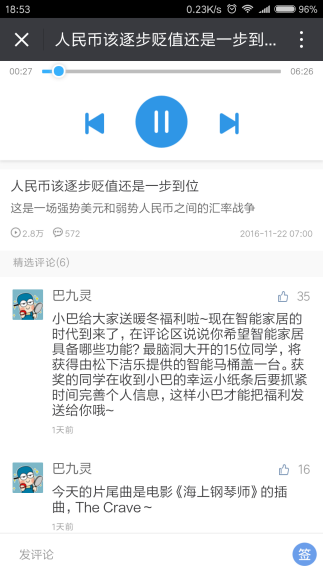 18:53
0.23K/s
96%
人民币该逐步贬值还是一步到...
00:27
06:26
人民币该逐步贬值还是一步到位
这是一场强势美元和弱势人民币之间的汇率战争
2.8万
572
2016-11-22 07:00
精选评论(6)
巴九灵
35
小巴给大家送暖冬福利啦~现在智能家居的
时代到来了,在评论区说说你希望智能家居
具备哪些功能?最脑洞大开的15位同学,将
获得由松下洁乐提供的智能马桶盖一台。获
奖的同学在收到小巴的幸运小纸条后要抓紧
时间完善个人信息,这样小巴才能把福利发
送给你哦~
1天前
巴九灵
16
今天的片尾曲是电影《海上钢琴师》的插
曲,The Crave~
1天前
发评论
签